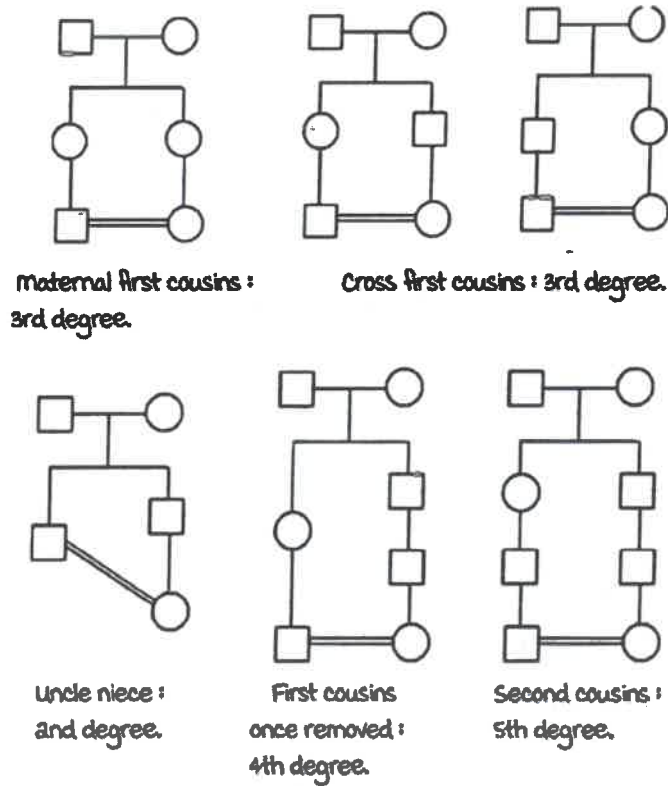 maternal first cousins :
3rd degree.
Cross first cousins : 3rd degree.
uncle niece :
2nd degree.
First cousins
once removed :
4th degree.
Second cousins :
5th degree.